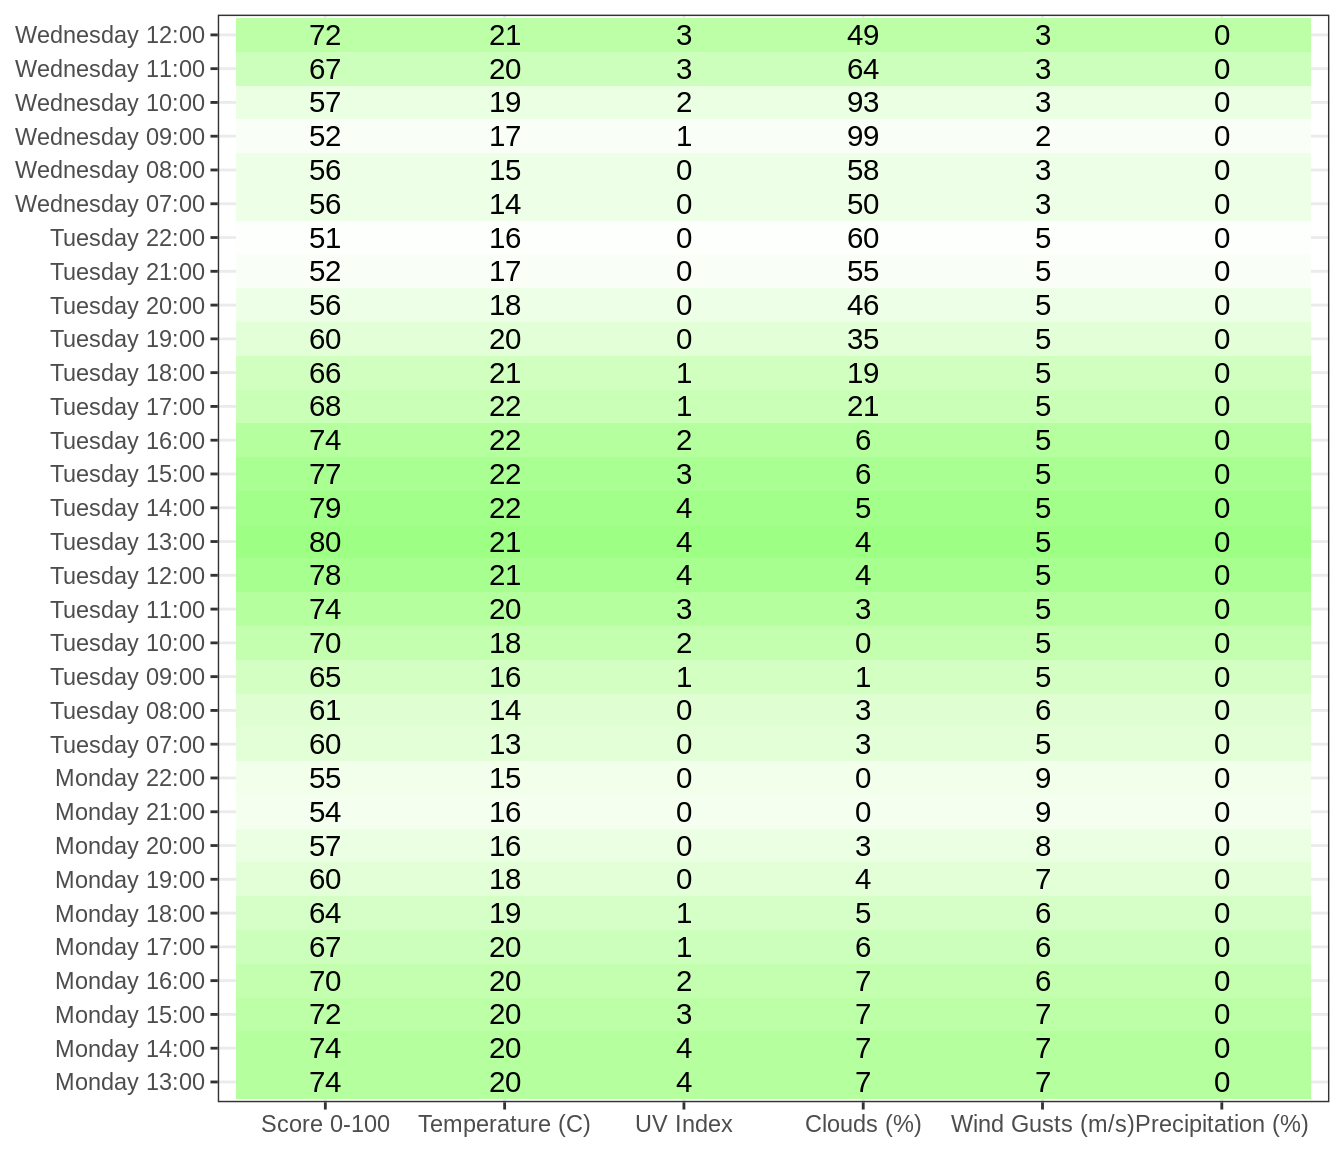 Wednesday 12:00 72 21 3 49 3 0
Wednesday 11:00 67 20 3 64 3 0
Wednesday 10:00 57 19 2 93 3 0
Wednesday 09:00 52 17 1 99 2 0
Wednesday 08:00 56 15 0 58 3 0
Wednesday 07:00 56 14 0 50 3 0
Tuesday 22:00 51 16 0 60 5 0
Tuesday 21:00 52 17 0 55 5 0
Tuesday 20:00 56 18 0 46 5 0
Tuesday 19:00 60 20 0 35 5 0
Tuesday 18:00 66 21 1 19 5 0
Tuesday 17:00 68 22 1 21 5 0
Tuesday 16:00 74 22 2 6 5 0
Tuesday 15:00 77 22 3 6 5 0
Tuesday 14:00 79 22 4 5 5 0
Tuesday 13:00 80 21 4 4 5 0
Tuesday 12:00 78 21 4 4 5 0
Tuesday 11:00 74 20 3 3 5 0
Tuesday 10:00 70 18 2 0 5 0
Tuesday 09:00 65 16 1 1 5 0
Tuesday 08:00 61 14 0 3 6 0
Tuesday 07:00 60 13 0 3 5 0
Monday 22:00 55 15 0 0 9 0
Monday 21:00 54 16 0 0 9 0
Monday 20:00 57 16 0 3 8 0
Monday 19:00 60 18 0 4 7 0
Monday 18:00 64 19 1 5 6 0
Monday 17:00 67 20 1 6 6 0
Monday 16:00 70 20 2 7 6 0
Monday 15:00 72 20 3 7 7 0
Monday 14:00 74 20 4 7 7 0
Monday 13:00 74 20 4 7 7 0
Score 0-100 Temperature (C) UV Index Clouds (%) Wind Gusts (m/s) Precipitation (%)